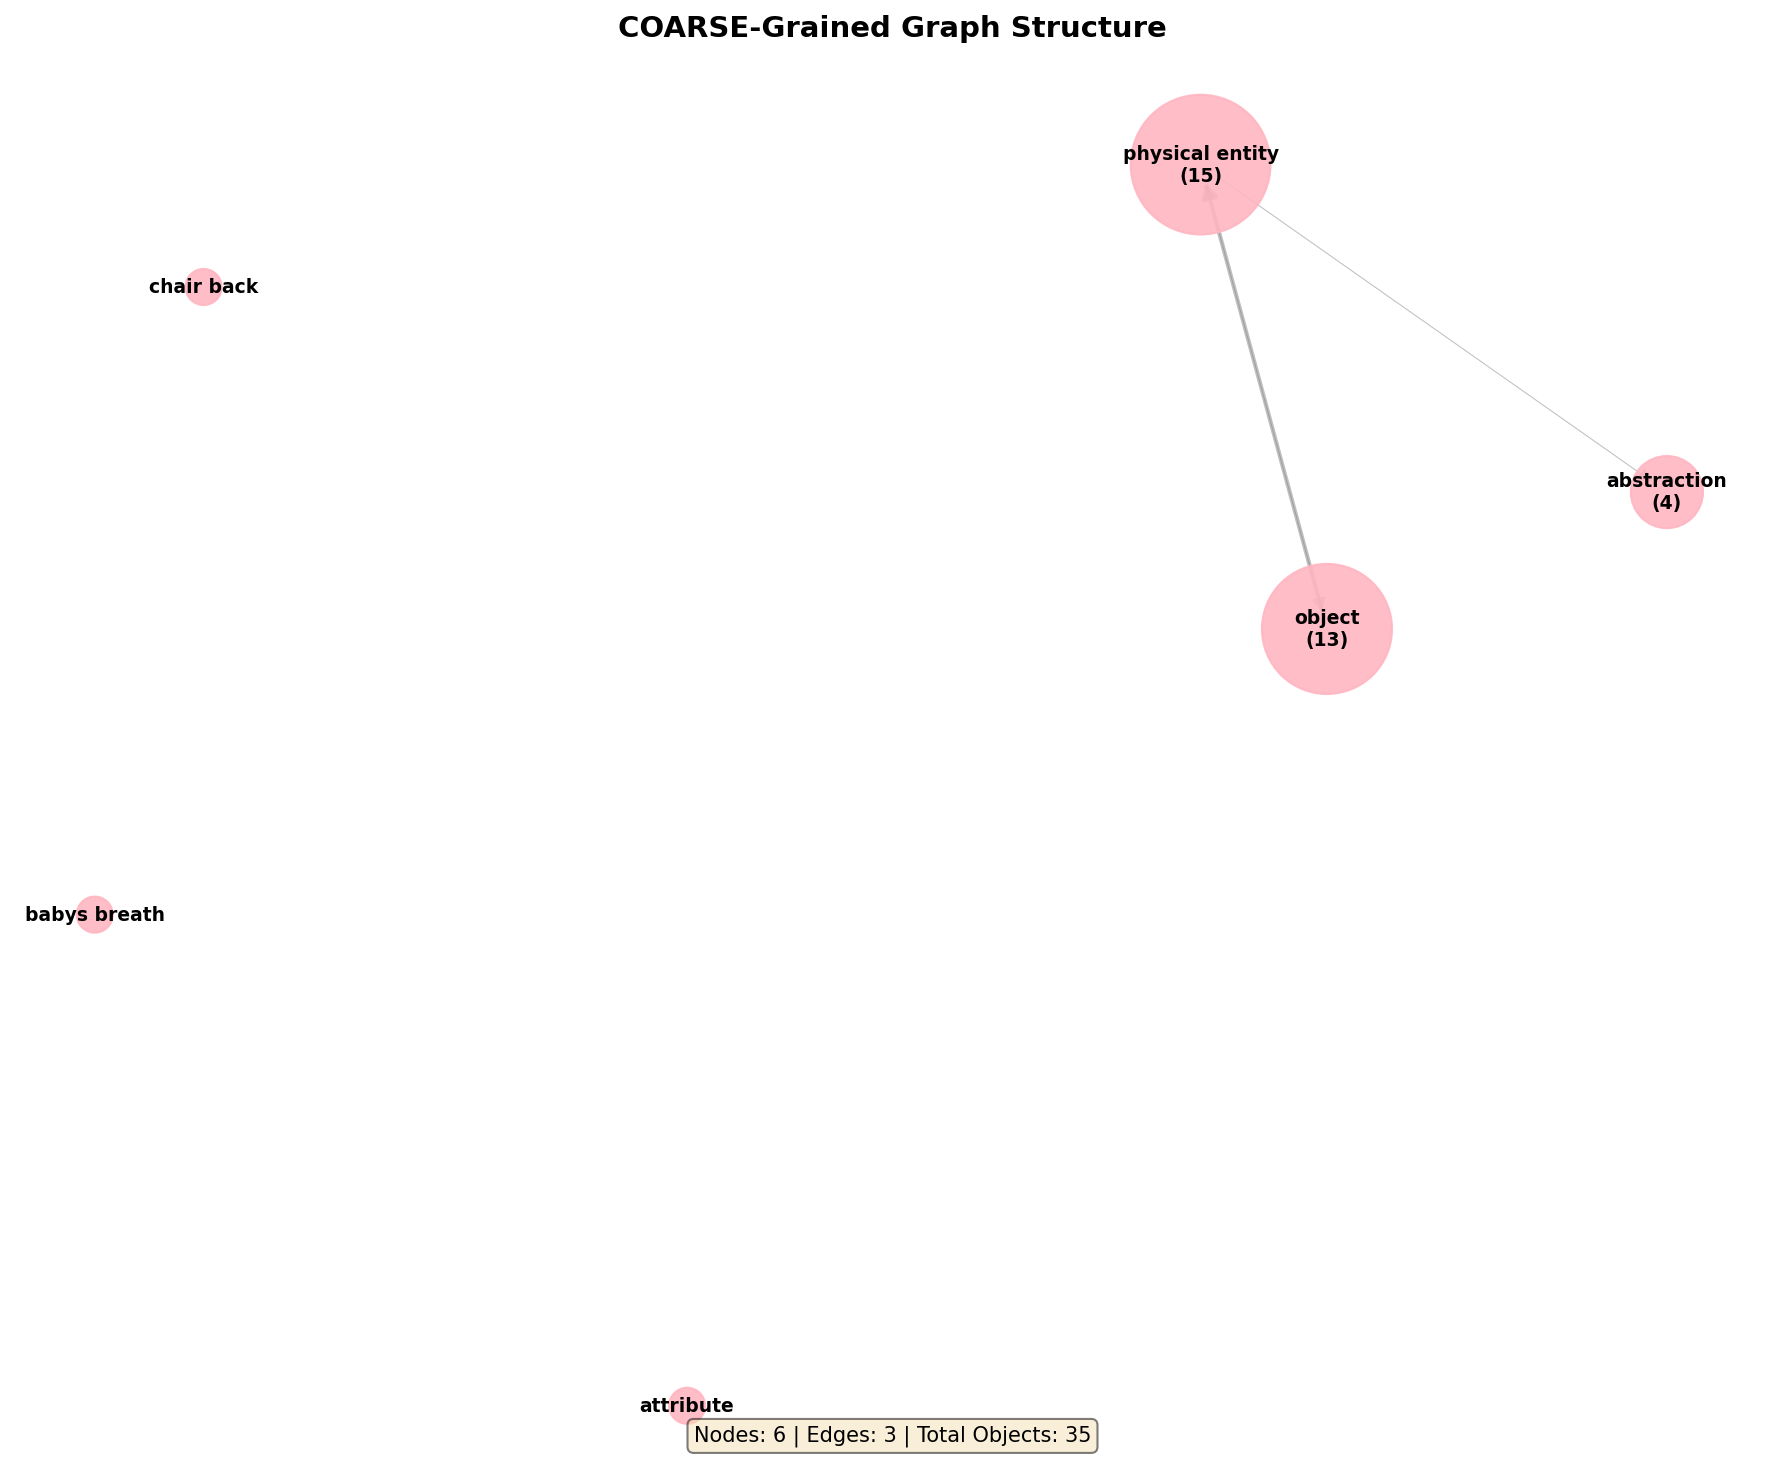 COARSE-Grained Graph Structure
physical entity
(15)
chair back
abstraction
(4)
object
(13)
babys breath
attribute
Nodes: 6 | Edges: 3 | Total Objects: 35